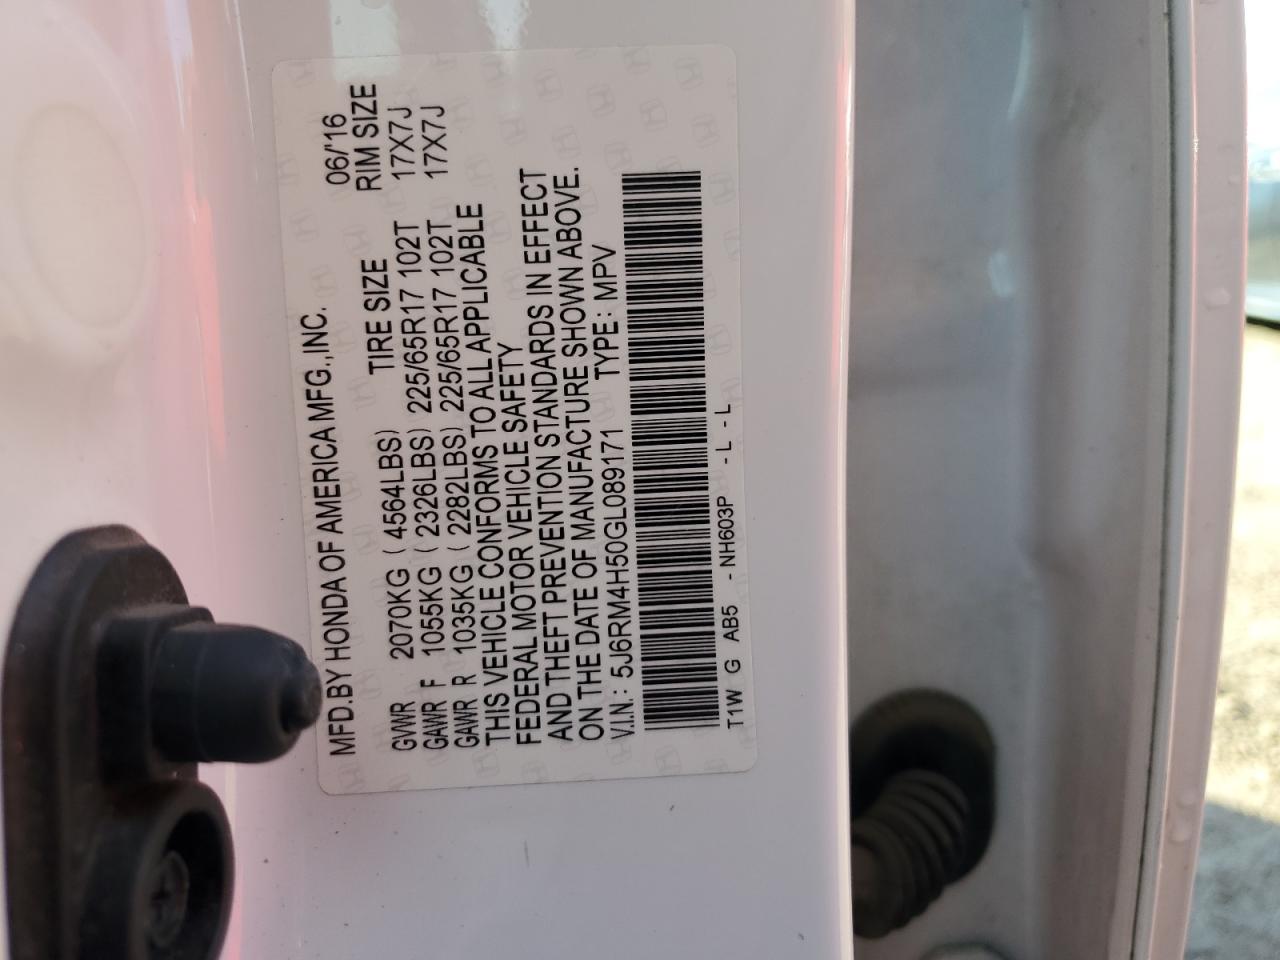 MFD.BY HONDA OF AMERICA MFG.,INC. 06/'16
TIRE SIZE RIM SIZE
GVWR 2070KG ( 4564LBS)
GAWR F 1055KG ( 2326LBS) 225/65R17 102T 17X7J
GAWR R 1035KG ( 2282LBS) 225/65R17 102T 17X7J
THIS VEHICLE CONFORMS TO ALL APPLICABLE
FEDERAL MOTOR VEHICLE SAFETY
AND THEFT PREVENTION STANDARDS IN EFFECT
ON THE DATE OF MANUFACTURE SHOWN ABOVE.
V.I.N.: 5J6RM4H50GL089171 TYPE: MPV
T1W G AB5 - NH603P - L - L